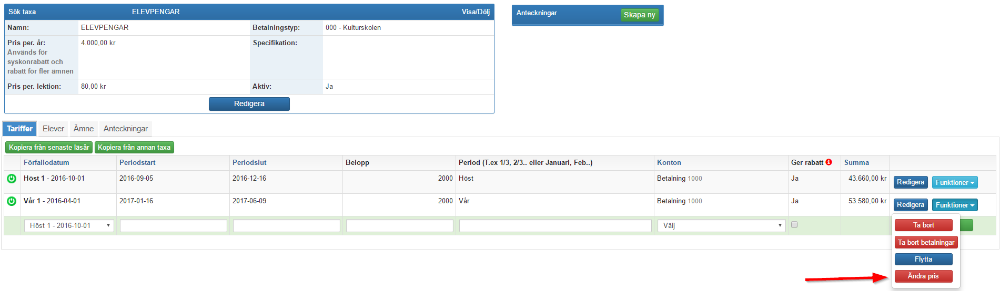 Sök taxa ELEVPENGAR Visa/Dölj
Namn: ELEVPENGAR Betalningstyp: 000 - Kulturskolen
Pris per. år: 4.000,00 kr Specifikation:
Används för
syskonrabatt och
rabatt för fler ämnen
Pris per. lektion: 80,00 kr Aktiv: Ja
Redigera
Anteckningar Skapa ny
Tariffer Elever Ämne Anteckningar
Kopiera från senaste läsår Kopiera från annan taxa
Förfallodatum Periodstart Periodslut Belopp Period (T.ex 1/3, 2/3.. eller Januari, Feb..) Konton Ger rabatt Summa
Höst 1 - 2016-10-01 2016-09-05 2016-12-16 2000 Höst Betalning 1000 Ja 43.660,00 kr Redigera Funktioner
Vår 1 - 2016-04-01 2017-01-16 2017-06-09 2000 Vår Betalning 1000 Ja 53.580,00 kr Redigera Funktioner
Höst 1 - 2016-10-01 Välj
Ta bort
Ta bort betalningar
Flytta
Ändra pris